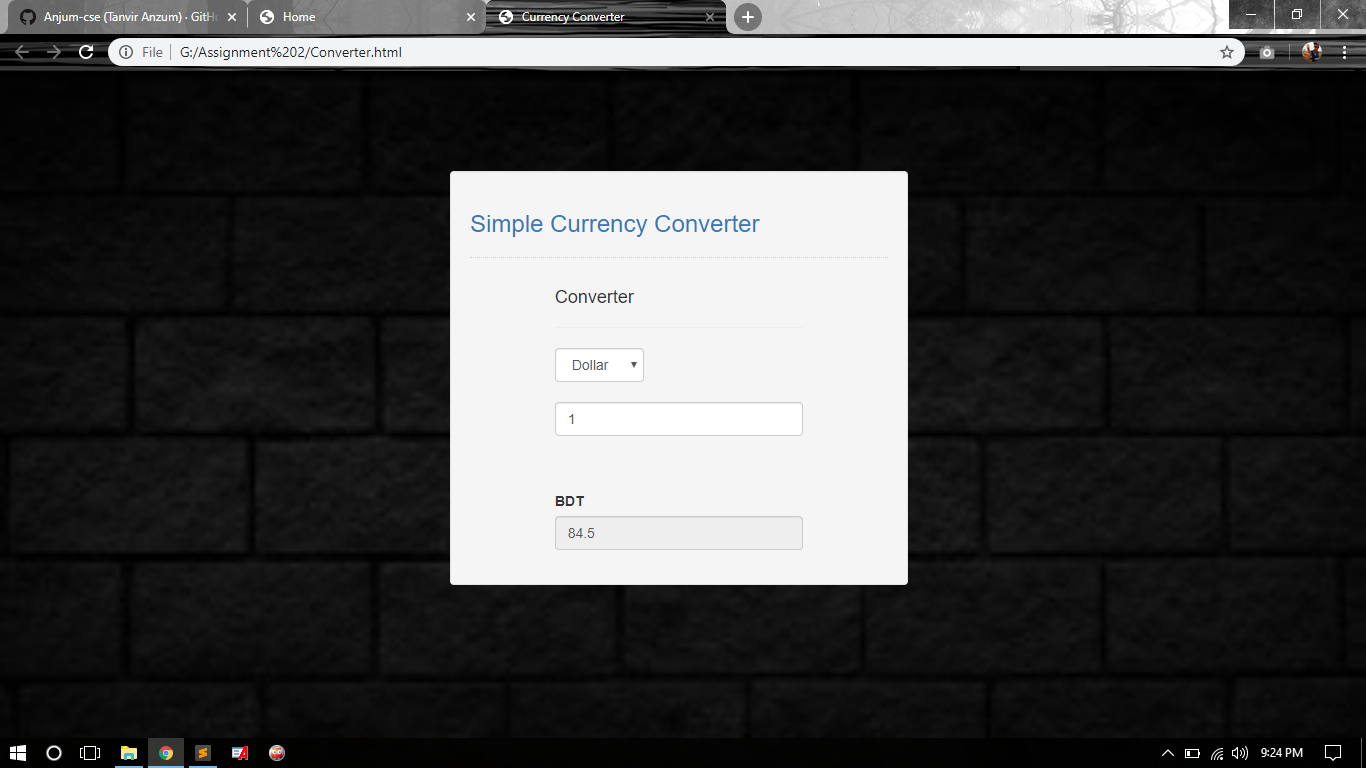 Anjum-cse (Tanvir Anzum) · GitH
Home
Currency Converter
File
G:/Assignment%202/Converter.html
Simple Currency Converter
Converter
Dollar
1
BDT
84.5
9:24 PM